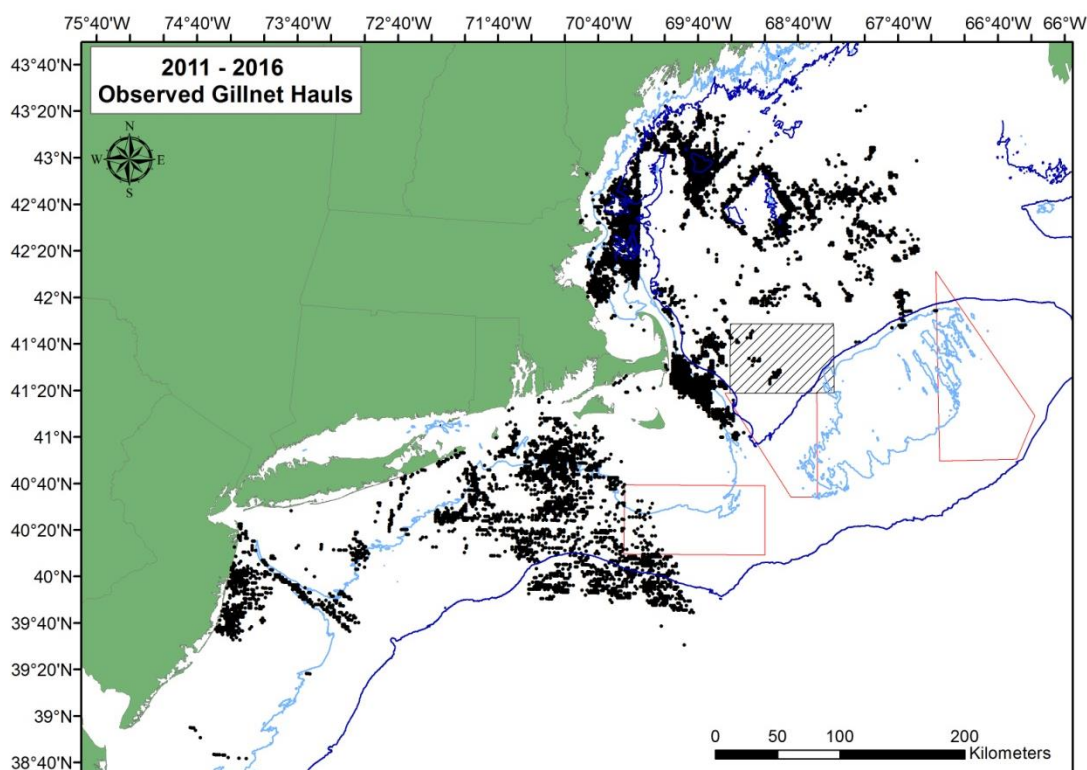 75°40'W 74°40'W 73°40'W 72°40'W 71°40'W 70°40'W 69°40'W 68°40'W 67°40'W 66°40'W 66°W
2011 - 2016
Observed Gillnet Hauls
N
W E
S
43°40'N
43°20'N
43°N
42°40'N
42°20'N
42°N
41°40'N
41°20'N
41°N
40°40'N
40°20'N
40°N
39°40'N
39°20'N
39°N
38°40'N
0 50 100 200
Kilometers